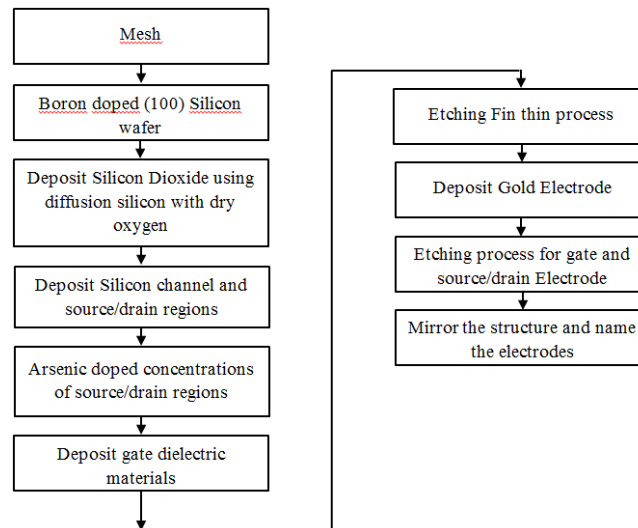 Mesh
Boron doped (100) Silicon
wafer
Deposit Silicon Dioxide using
diffusion silicon with dry
oxygen
Deposit Silicon channel and
source/drain regions
Arsenic doped concentrations
of source/drain regions
Deposit gate dielectric
materials
Etching Fin thin process
Deposit Gold Electrode
Etching process for gate and
source/drain Electrode
Mirror the structure and name
the electrodes